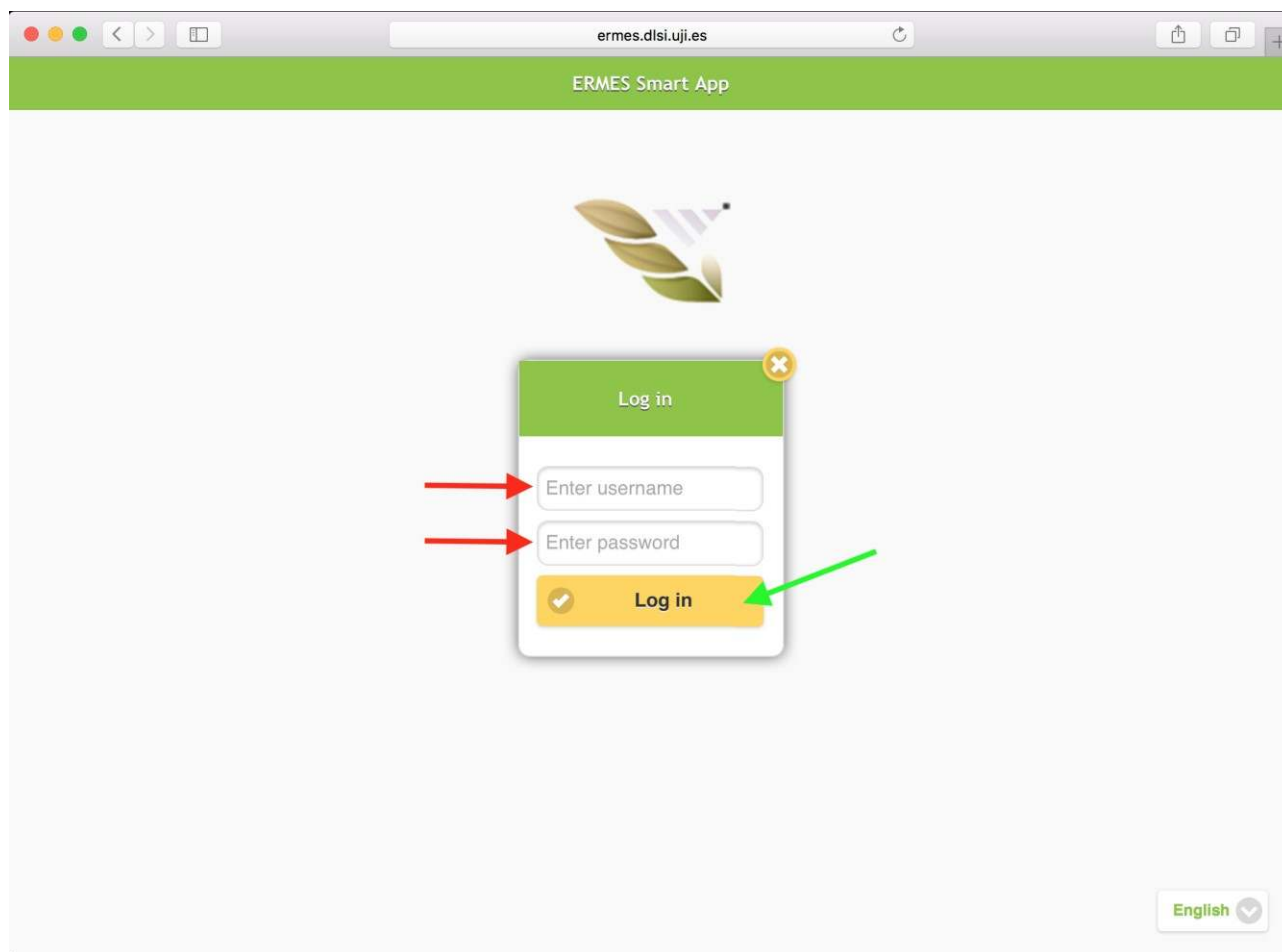 ermes.dlsi.uji.es
ERMES Smart App
Log in
Enter username
Enter password
Log in
English